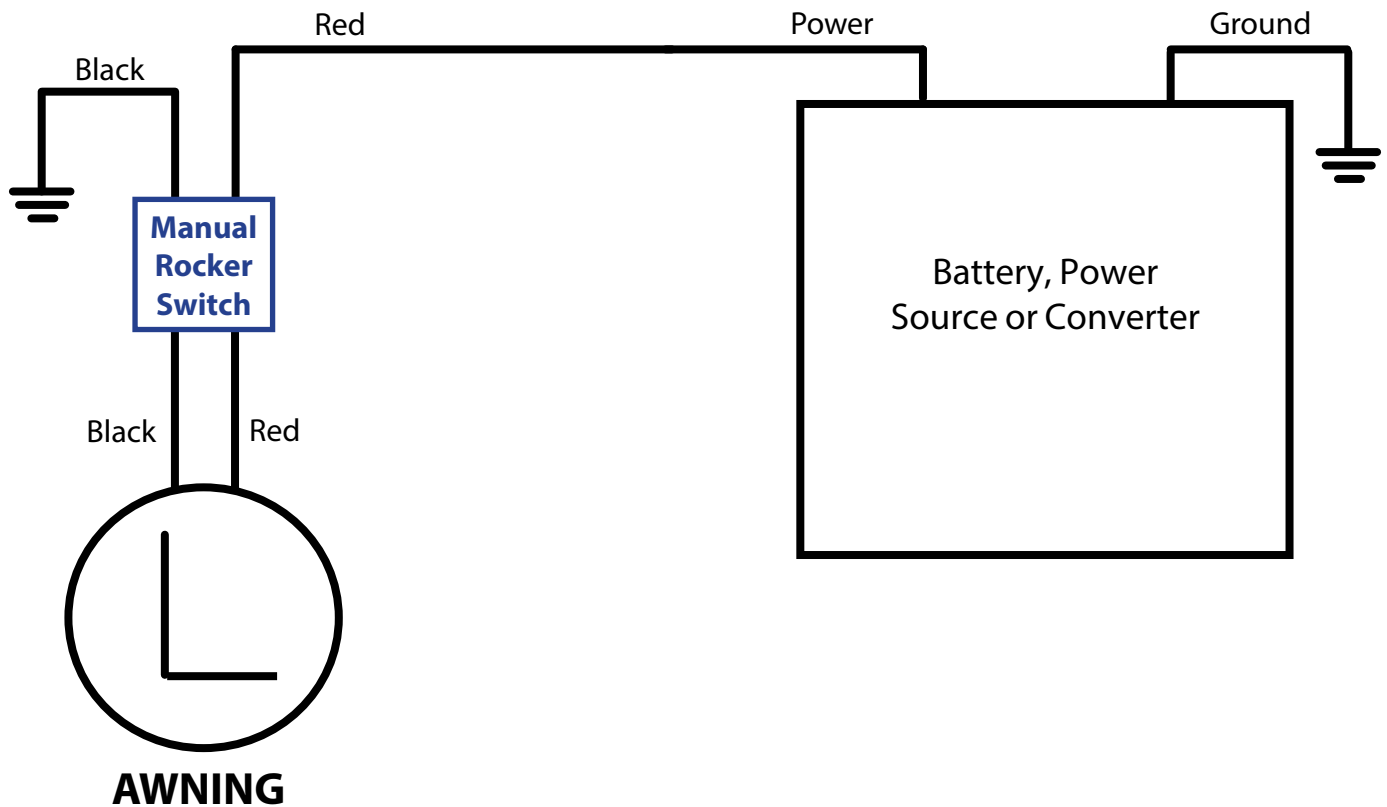 Red
Power
Ground
Black
Manual
Rocker
Switch
Battery, Power
Source or Converter
Black
Red
AWNING